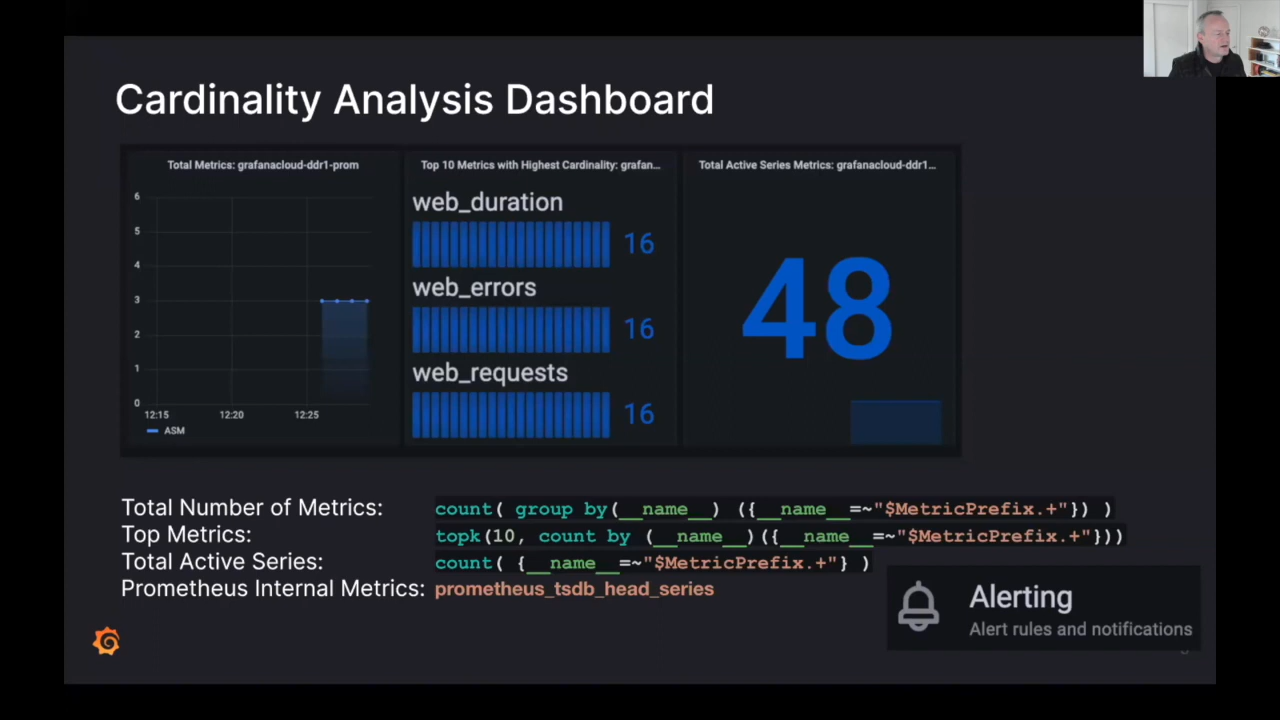 Cardinality Analysis Dashboard
Total Metrics: grafanacloud-ddr1-prom
6
5
4
3
2
1
0
12:15 12:20 12:25
ASM
Top 10 Metrics with Highest Cardinality: grafan...
web_duration
16
web_errors
16
web_requests
16
Total Active Series Metrics: grafanacloud-ddr1...
48
Total Number of Metrics: count( group by(__name__) ({__name__=~"$MetricPrefix.+"}) )
Top Metrics: topk(10, count by (__name__)({__name__=~"$MetricPrefix.+"}))
Total Active Series: count( {__name__=~"$MetricPrefix.+"} )
Prometheus Internal Metrics: prometheus_tsdb_head_series
Alerting
Alert rules and notifications